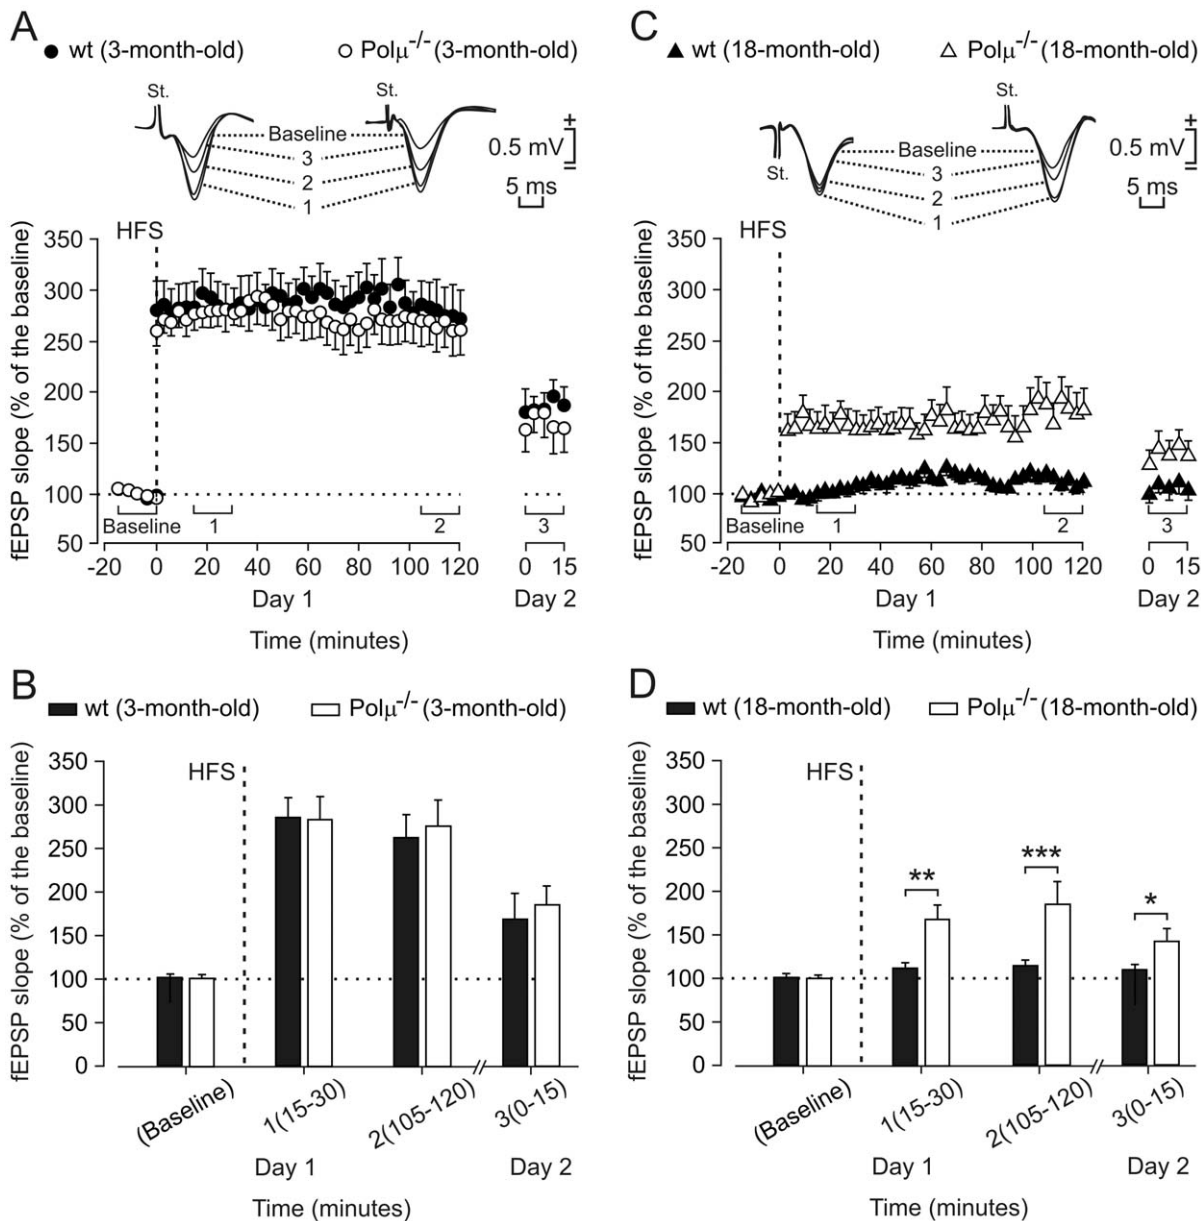 A
wt (3-month-old) Polμ-/- (3-month-old)
St. St.
Baseline
3
2
1
+
0.5 mV
=
5 ms
HFS
fEPSP slope (% of the baseline)
350
300
250
200
150
100
50
Baseline 1 2 3
-20 0 20 40 60 80 100 120 0 15
Day 1 Day 2
Time (minutes)
C
wt (18-month-old) Polμ-/- (18-month-old)
St. St.
Baseline
3
2
1
+
0.5 mV
=
5 ms
HFS
fEPSP slope (% of the baseline)
350
300
250
200
150
100
50
Baseline 1 2 3
-20 0 20 40 60 80 100 120 0 15
Day 1 Day 2
Time (minutes)
B
wt (3-month-old) Polμ-/- (3-month-old)
HFS
fEPSP slope (% of the baseline)
350
300
250
200
150
100
50
0
(Baseline) 1(15-30) 2(105-120) 3(0-15)
Day 1 Day 2
Time (minutes)
D
wt (18-month-old) Polμ-/- (18-month-old)
HFS
fEPSP slope (% of the baseline)
350
300
250
200
150
100
50
0
** *** *
(Baseline) 1(15-30) 2(105-120) 3(0-15)
Day 1 Day 2
Time (minutes)